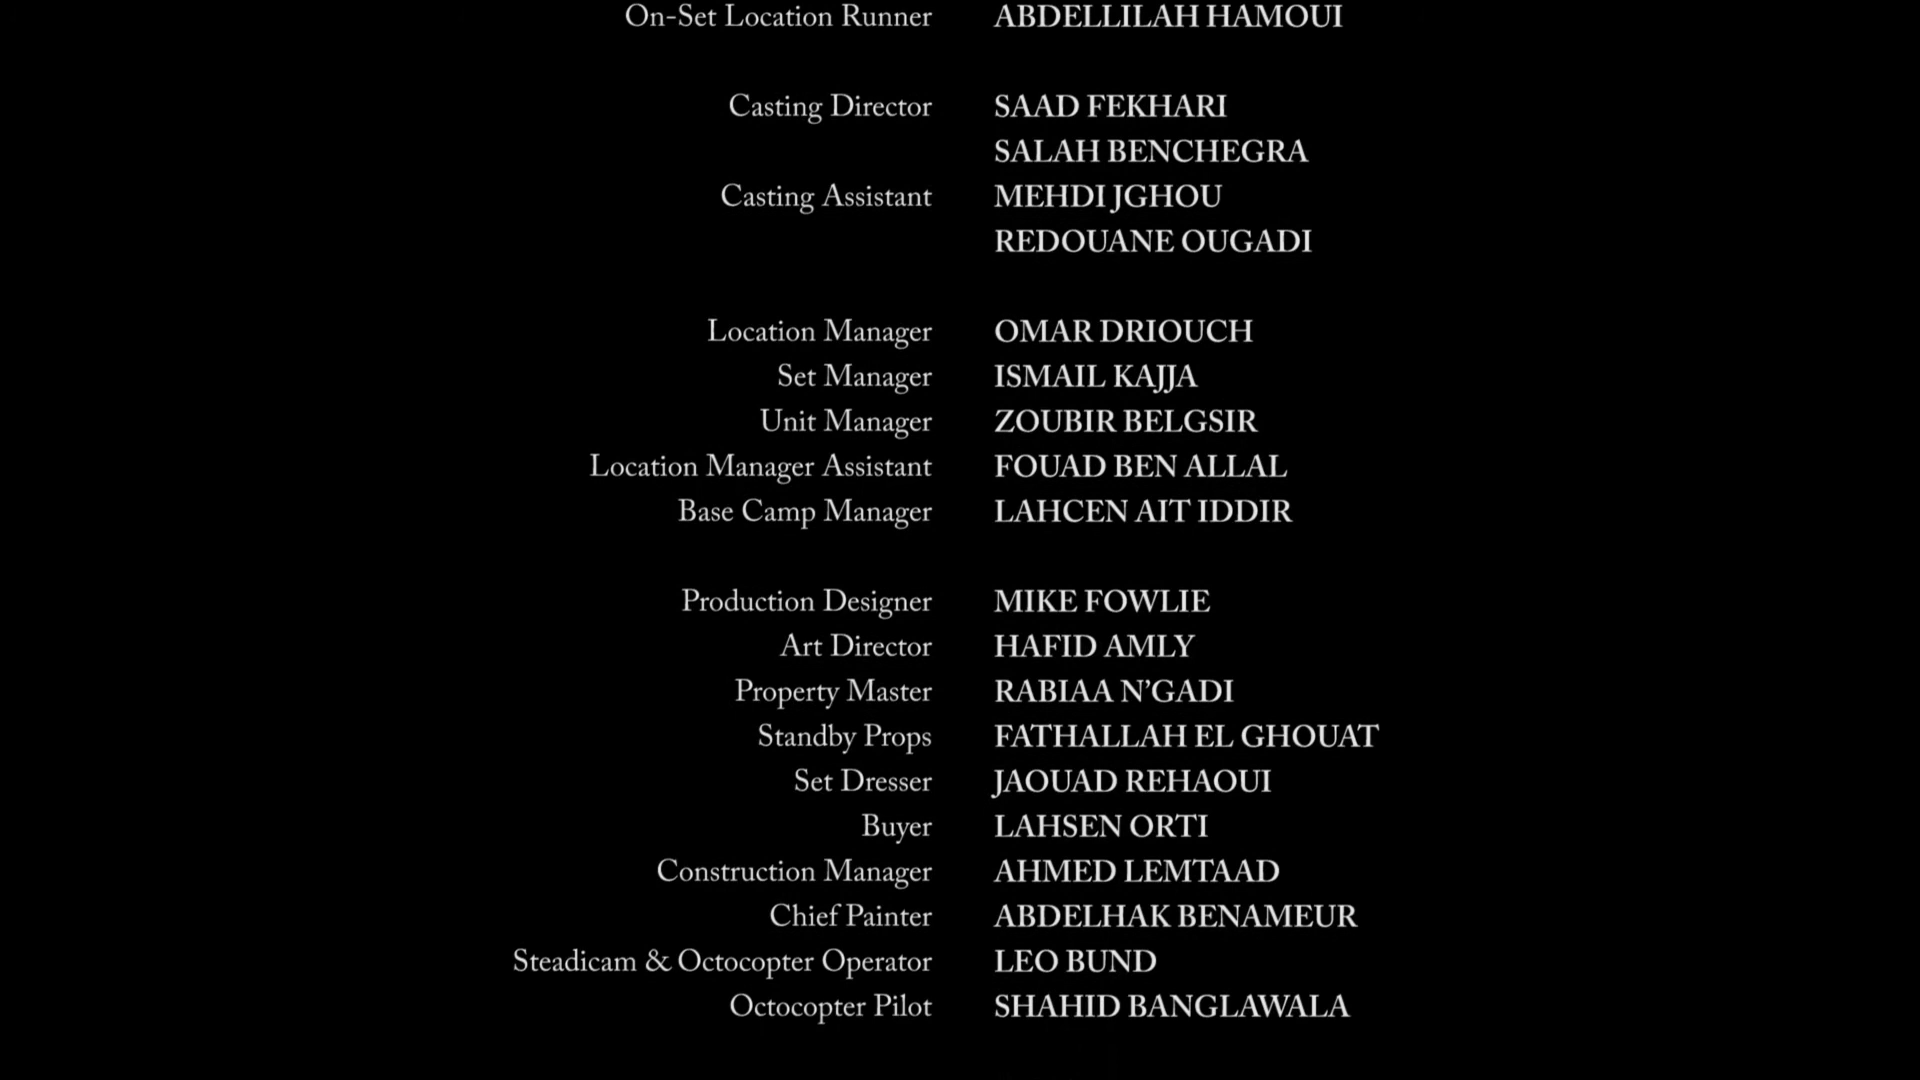 On-Set Location Runner ABDELLILAH HAMOUI
Casting Director SAAD FEKHARI
SALAH BENCHEGRA
Casting Assistant MEHDI JGHOU
REDOUANE OUGADI
Location Manager OMAR DRIOUCH
Set Manager ISMAIL KAJJA
Unit Manager ZOUBIR BELGSIR
Location Manager Assistant FOUAD BEN ALLAL
Base Camp Manager LAHCEN AIT IDDIR
Production Designer MIKE FOWLIE
Art Director HAFID AMLY
Property Master RABIAA N’GADI
Standby Props FATHALLAH EL GHOUAT
Set Dresser JAOUAD REHAOUI
Buyer LAHSEN ORTI
Construction Manager AHMED LEMTAAD
Chief Painter ABDELHAK BENAMEUR
Steadicam & Octocopter Operator LEO BUND
Octocopter Pilot SHAHID BANGLAWALA